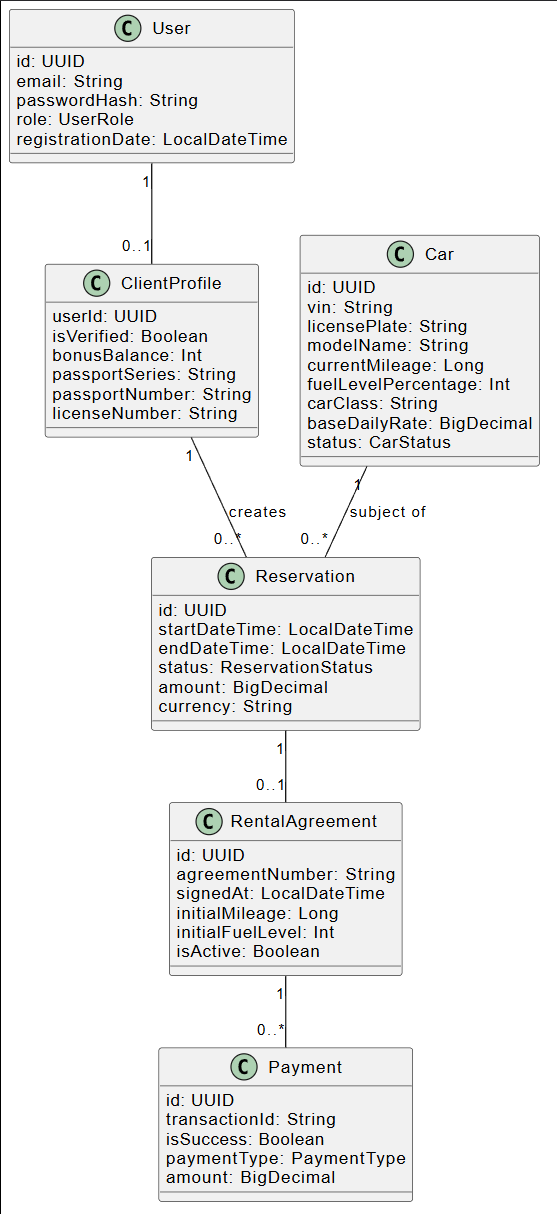 C User
id: UUID
email: String
passwordHash: String
role: UserRole
registrationDate: LocalDateTime
1
0..1
C ClientProfile
userId: UUID
isVerified: Boolean
bonusBalance: Int
passportSeries: String
passportNumber: String
licenseNumber: String
C Car
id: UUID
vin: String
licensePlate: String
modelName: String
currentMileage: Long
fuelLevelPercentage: Int
carClass: String
baseDailyRate: BigDecimal
status: CarStatus
1
creates
0..*
1
subject of
0..*
C Reservation
id: UUID
startDateTime: LocalDateTime
endDateTime: LocalDateTime
status: ReservationStatus
amount: BigDecimal
currency: String
1
0..1
C RentalAgreement
id: UUID
agreementNumber: String
signedAt: LocalDateTime
initialMileage: Long
initialFuelLevel: Int
isActive: Boolean
1
0..*
C Payment
id: UUID
transactionId: String
isSuccess: Boolean
paymentType: PaymentType
amount: BigDecimal